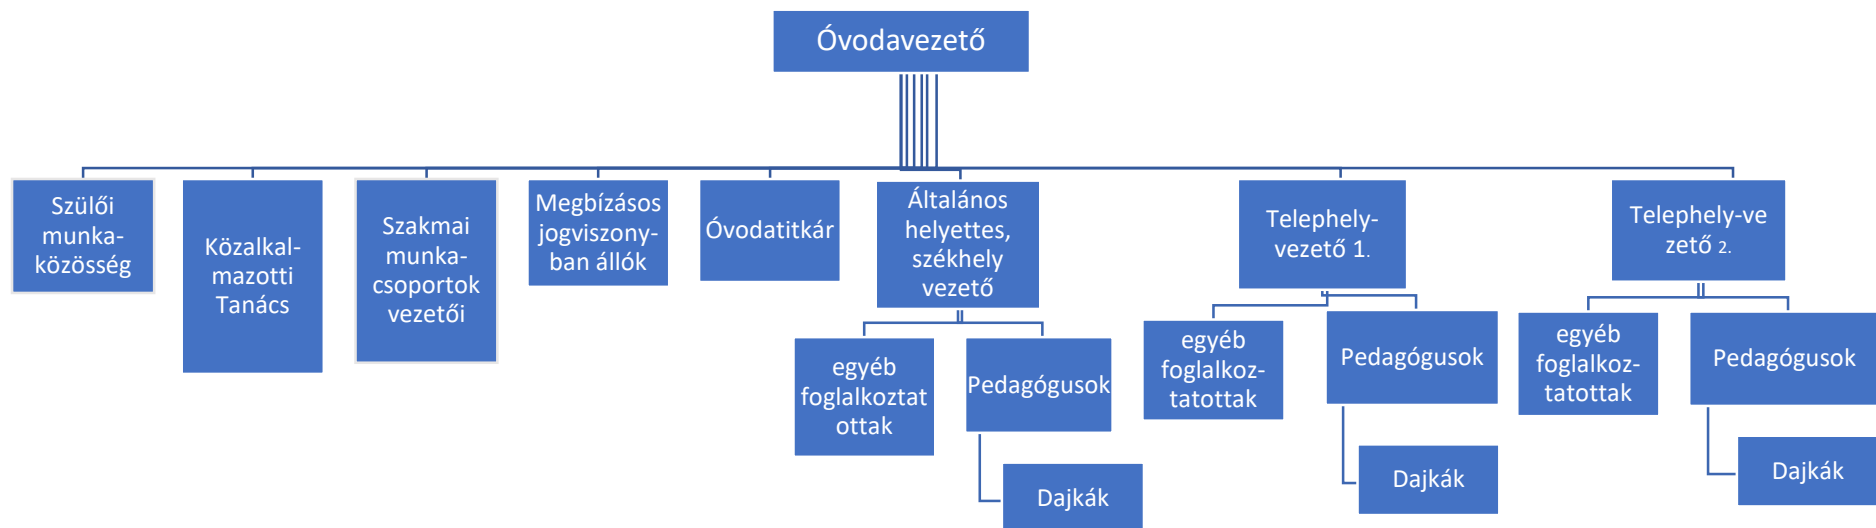 Óvodavezető
Szülői
munka-
közösség
Közalkal-
mazotti
Tanács
Szakmai
munka-
csoportok
vezetői
Megbízásos
jogviszony-
ban állók
Óvodatitkár
Általános
helyettes,
székhely
vezető
Telephely-
vezető 1.
Telephely-ve
zető 2.
egyéb
foglalkoztat
ottak
Pedagógusok
Dajkák
egyéb
foglalkoz-
tatottak
Pedagógusok
Dajkák
egyéb
foglalkoz-
tatottak
Pedagógusok
Dajkák